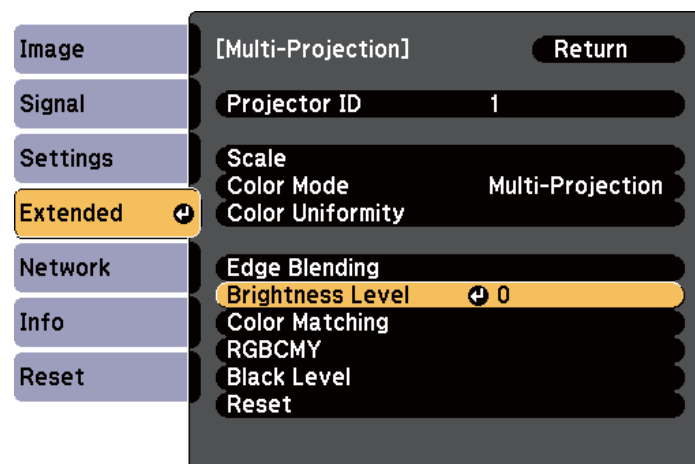 Image
Signal
Settings
Extended
Network
Info
Reset
[Multi-Projection] Return
Projector ID 1
Scale
Color Mode Multi-Projection
Color Uniformity
Edge Blending
Brightness Level 0
Color Matching
RGBCMY
Black Level
Reset